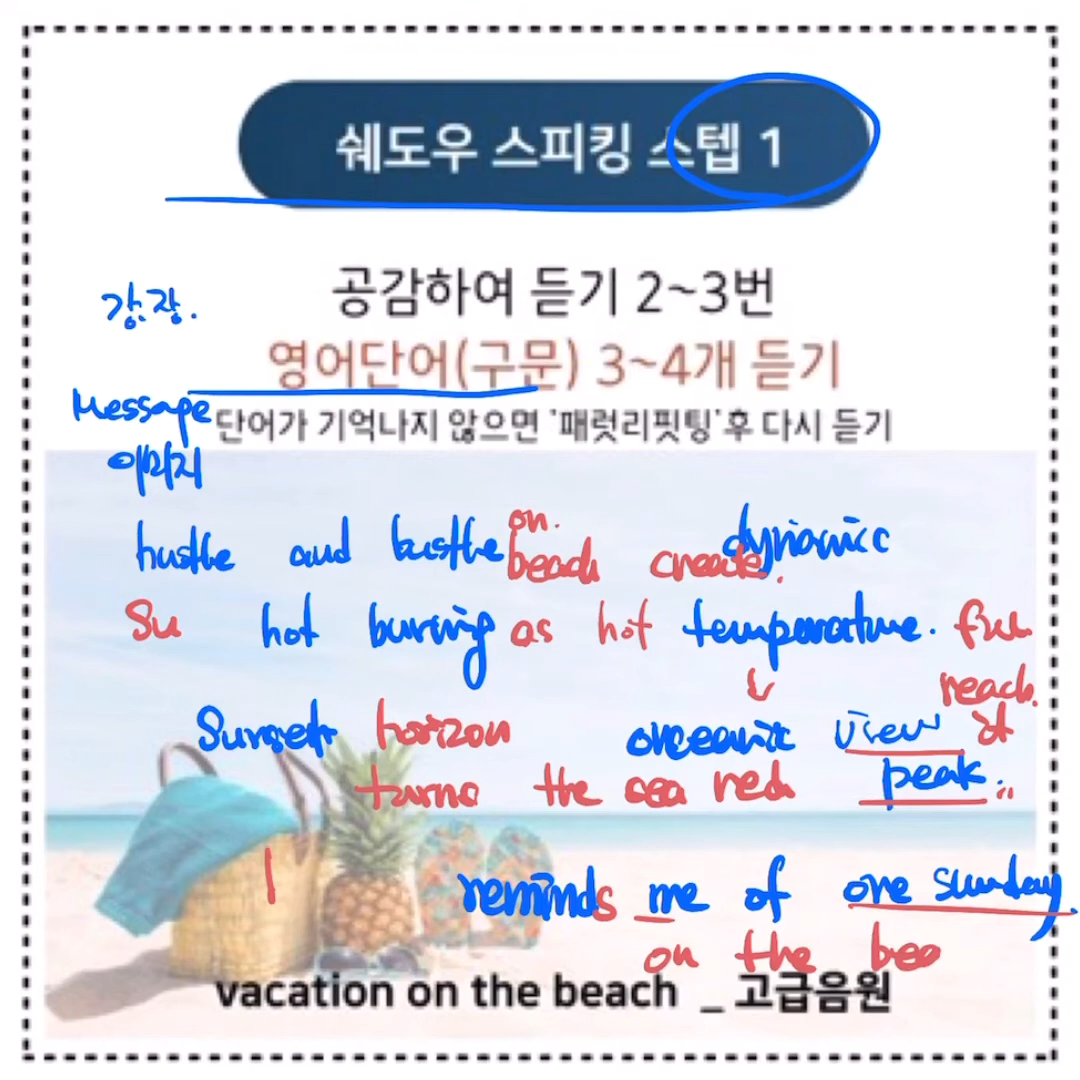 쉐도우 스피킹 스텝 1
공감하여 듣기 2~3번
강.장.
영어단어(구문) 3~4개 듣기
Message
단어가 기억나지 않으면 '패럿리핏팅'후 다시 듣기
이미지
on.
hustle and bustle beach create. dynamic
Su hot burning as hot temperature.
reach.
Sunset horizon oceanic view it
turns the sea red peak..
I reminds me of one sunday
on the bea
vacation on the beach _ 고급음원